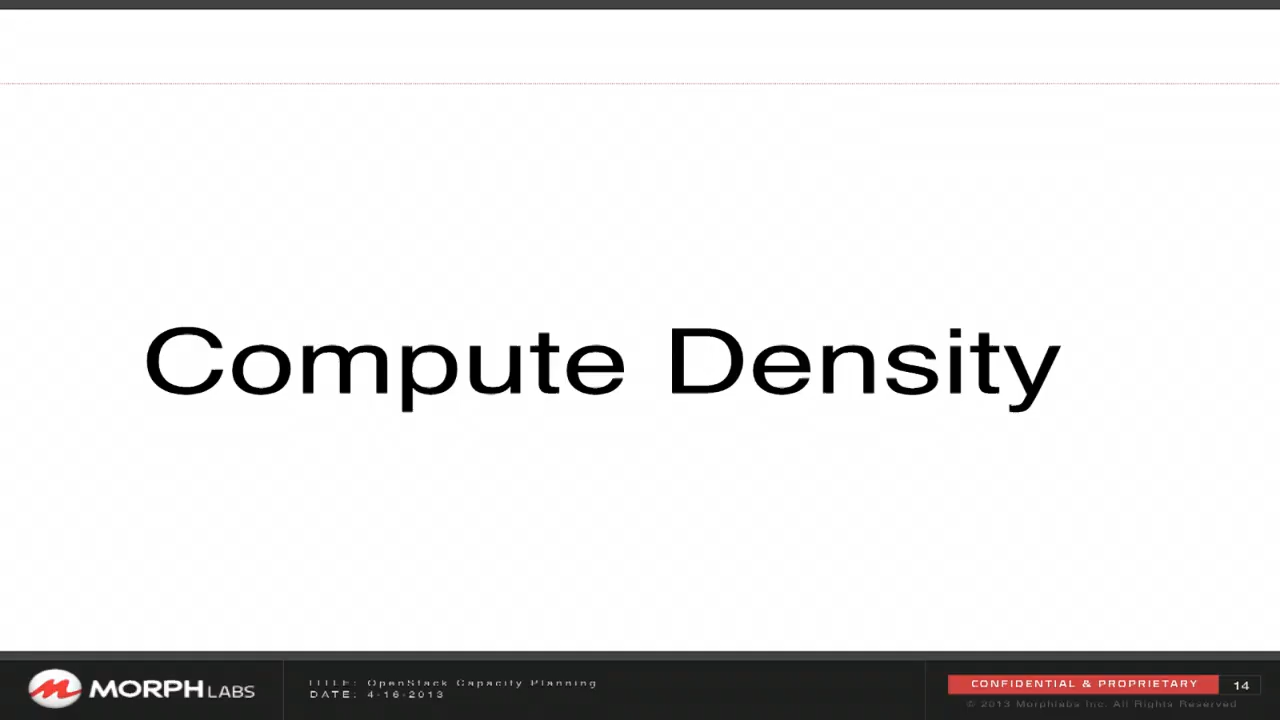 Compute Density
MORPH LABS
TITLE: OpenStack Capacity Planning
DATE: 4-16-2013
CONFIDENTIAL & PROPRIETARY
14
© 2013 Morphlabs Inc. All Rights Reserved